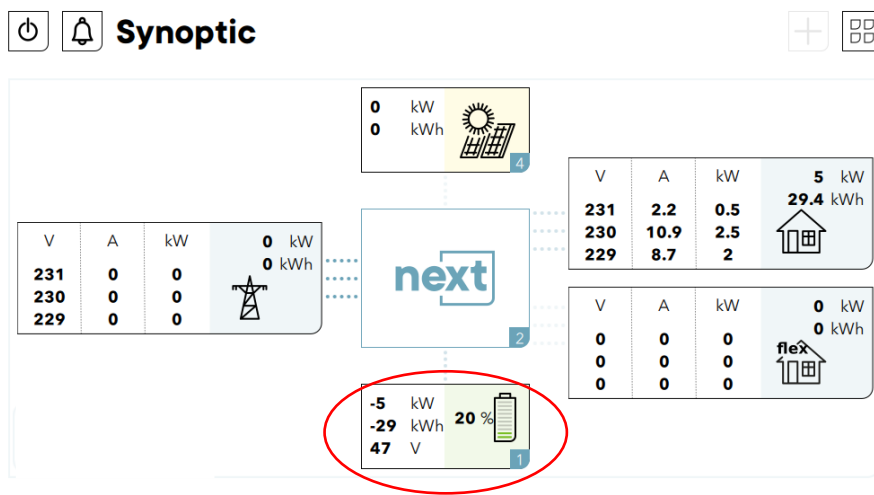 Synoptic
0 kW
0 kWh
4
V A kW 5 kW
29.4 kWh
231 2.2 0.5
230 10.9 2.5
229 8.7 2
V A kW 0 kW
0 kWh
231 0 0
230 0 0
229 0 0
next
2
V A kW 0 kW
0 kWh
flex
0 0 0
0 0 0
0 0 0
-5 kW
-29 kWh
47 V
20 %
1